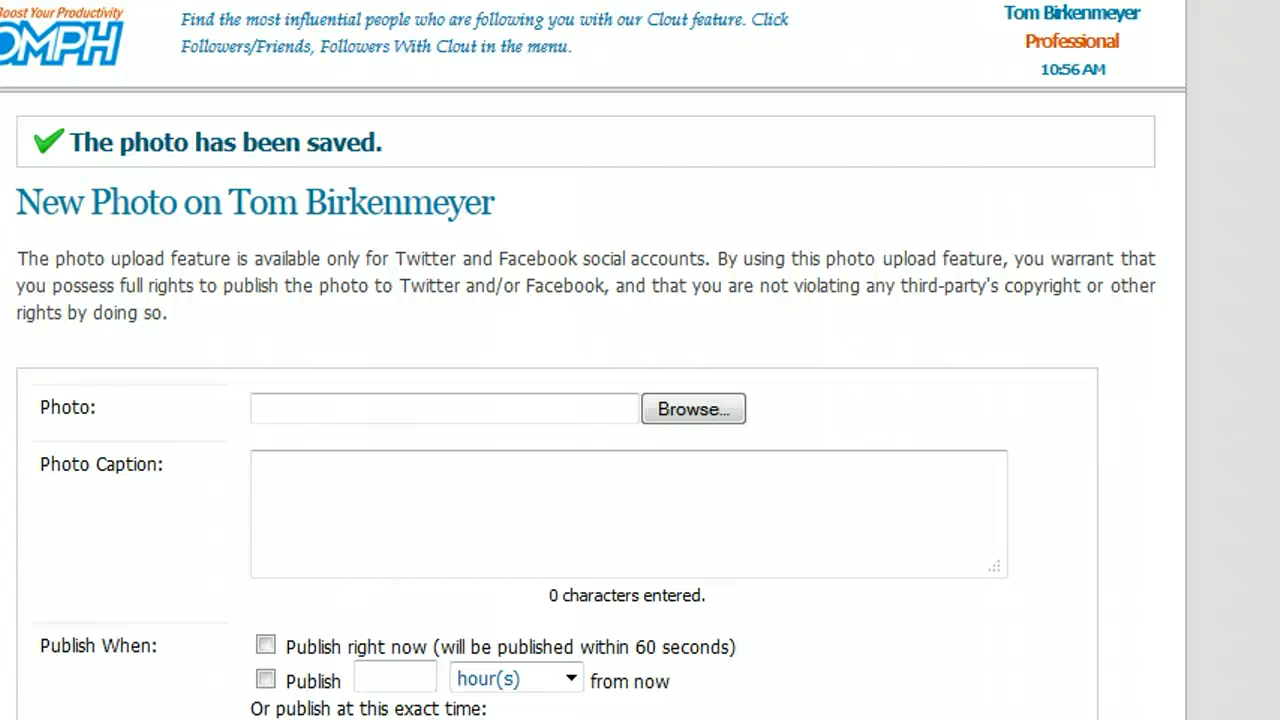 Boost Your Productivity
OMPH
Find the most influential people who are following you with our Clout feature. Click
Followers/Friends, Followers With Clout in the menu.
Tom Birkenmeyer
Professional
10:56 AM
The photo has been saved.
New Photo on Tom Birkenmeyer
The photo upload feature is available only for Twitter and Facebook social accounts. By using this photo upload feature, you warrant that
you possess full rights to publish the photo to Twitter and/or Facebook, and that you are not violating any third-party's copyright or other
rights by doing so.
Photo:
Browse...
Photo Caption:
0 characters entered.
Publish When:
Publish right now (will be published within 60 seconds)
Publish hour(s) from now
Or publish at this exact time: